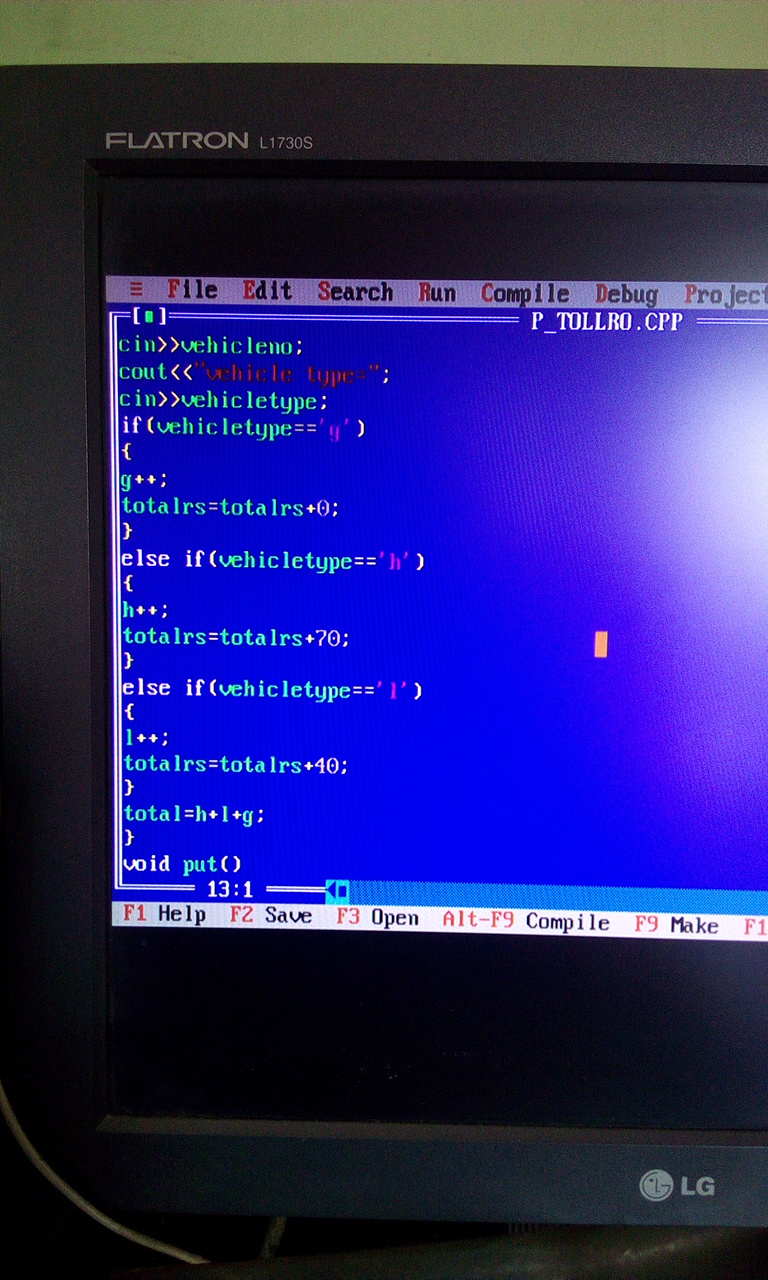 FLATRON L1730S
≡ File Edit Search Run Compile Debug Project
[■] P_TOLLRO.CPP
cin>>vehicleno;
cout<<"vehicle type=";
cin>>vehicletype;
if(vehicletype=='g')
{
g++;
totalrs=totalrs+0;
}
else if(vehicletype=='h')
{
h++;
totalrs=totalrs+70;
}
else if(vehicletype=='l')
{
l++;
totalrs=totalrs+40;
}
total=h+l+g;
}
void put()
13:1
F1 Help F2 Save F3 Open Alt-F9 Compile F9 Make F1
LG